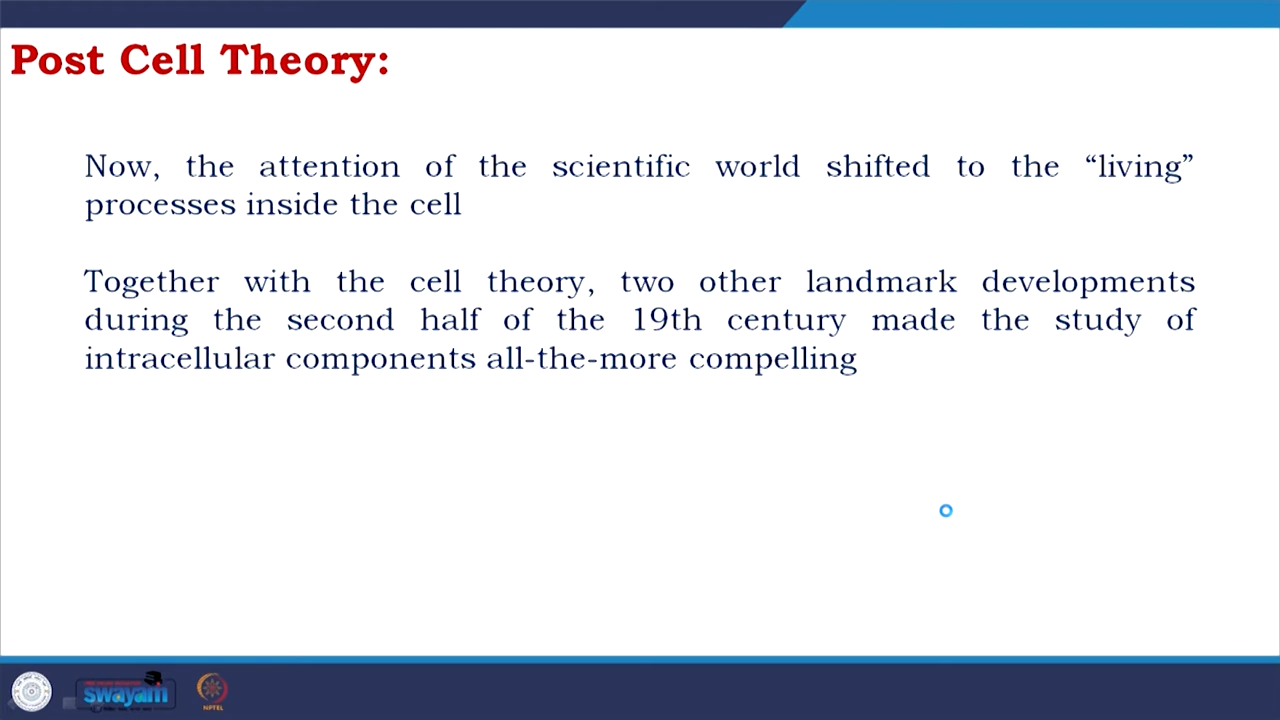 Post Cell Theory:
Now, the attention of the scientific world shifted to the “living”
processes inside the cell
Together with the cell theory, two other landmark developments
during the second half of the 19th century made the study of
intracellular components all-the-more compelling
swayam
NPTEL